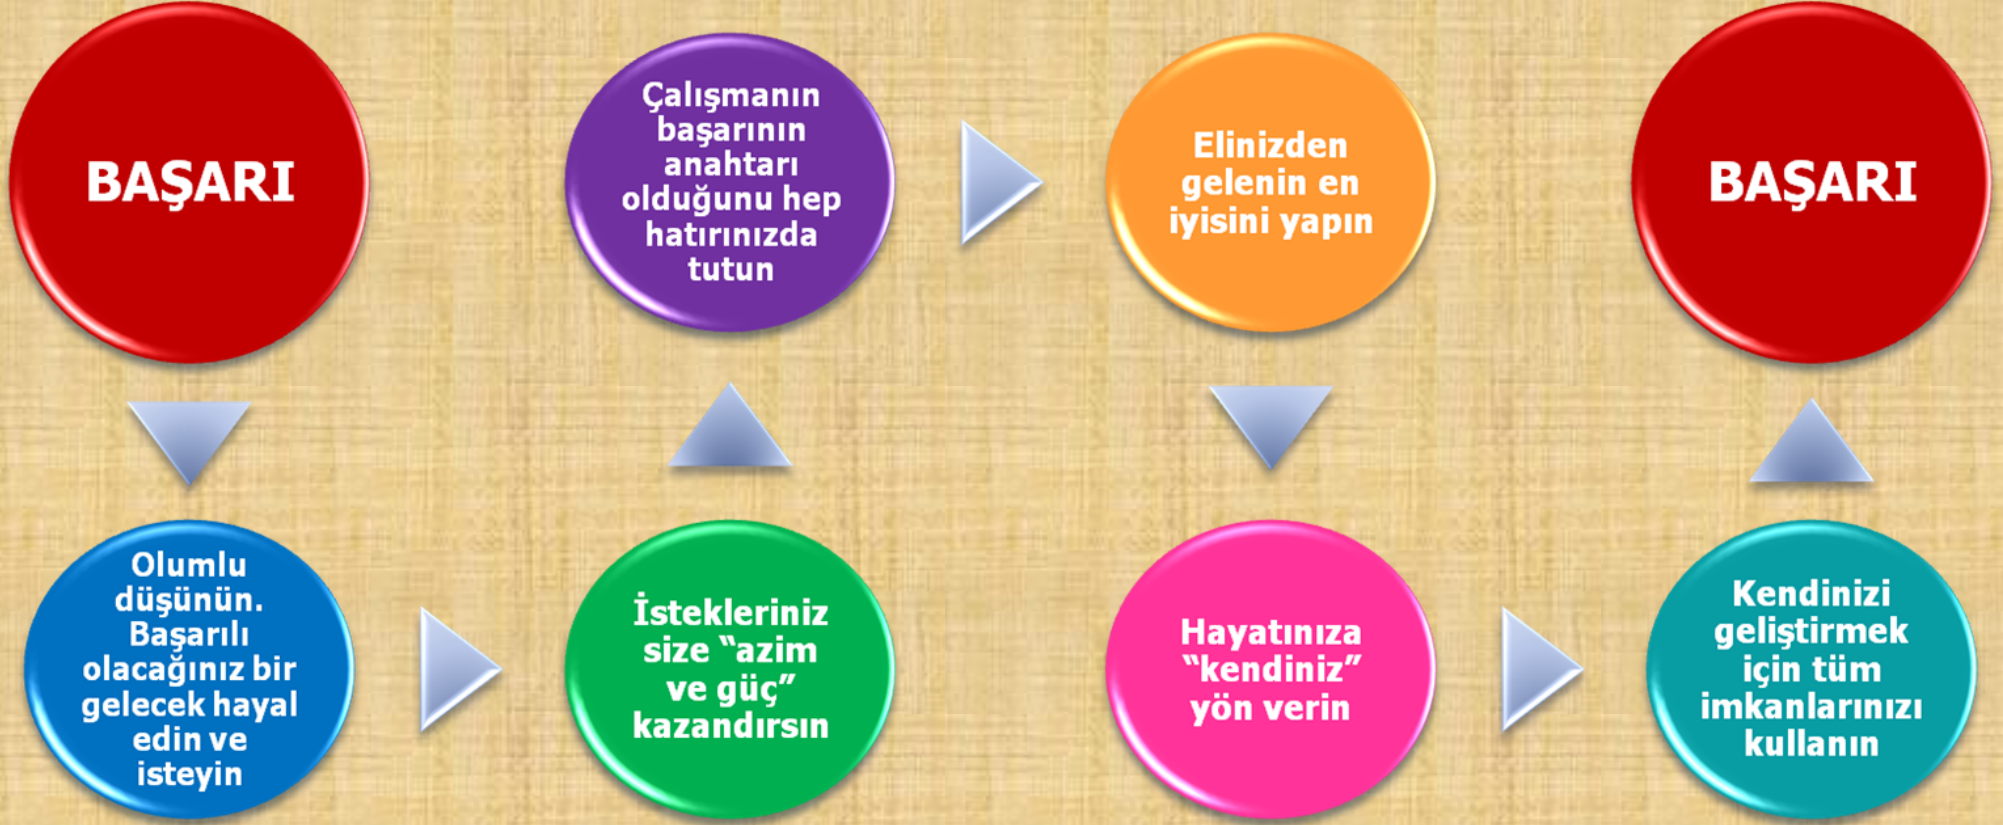 BAŞARI
Olumlu
düşünün.
Başarılı
olacağınız bir
gelecek hayal
edin ve
isteyin
İstekleriniz
size “azim
ve güç”
kazandırsın
Çalışmanın
başarının
anahtarı
olduğunu hep
hatırınızda
tutun
Elinizden
gelenin en
iyisini yapın
Hayatınıza
“kendiniz”
yön verin
Kendinizi
geliştirmek
için tüm
imkanlarınızı
kullanın
BAŞARI